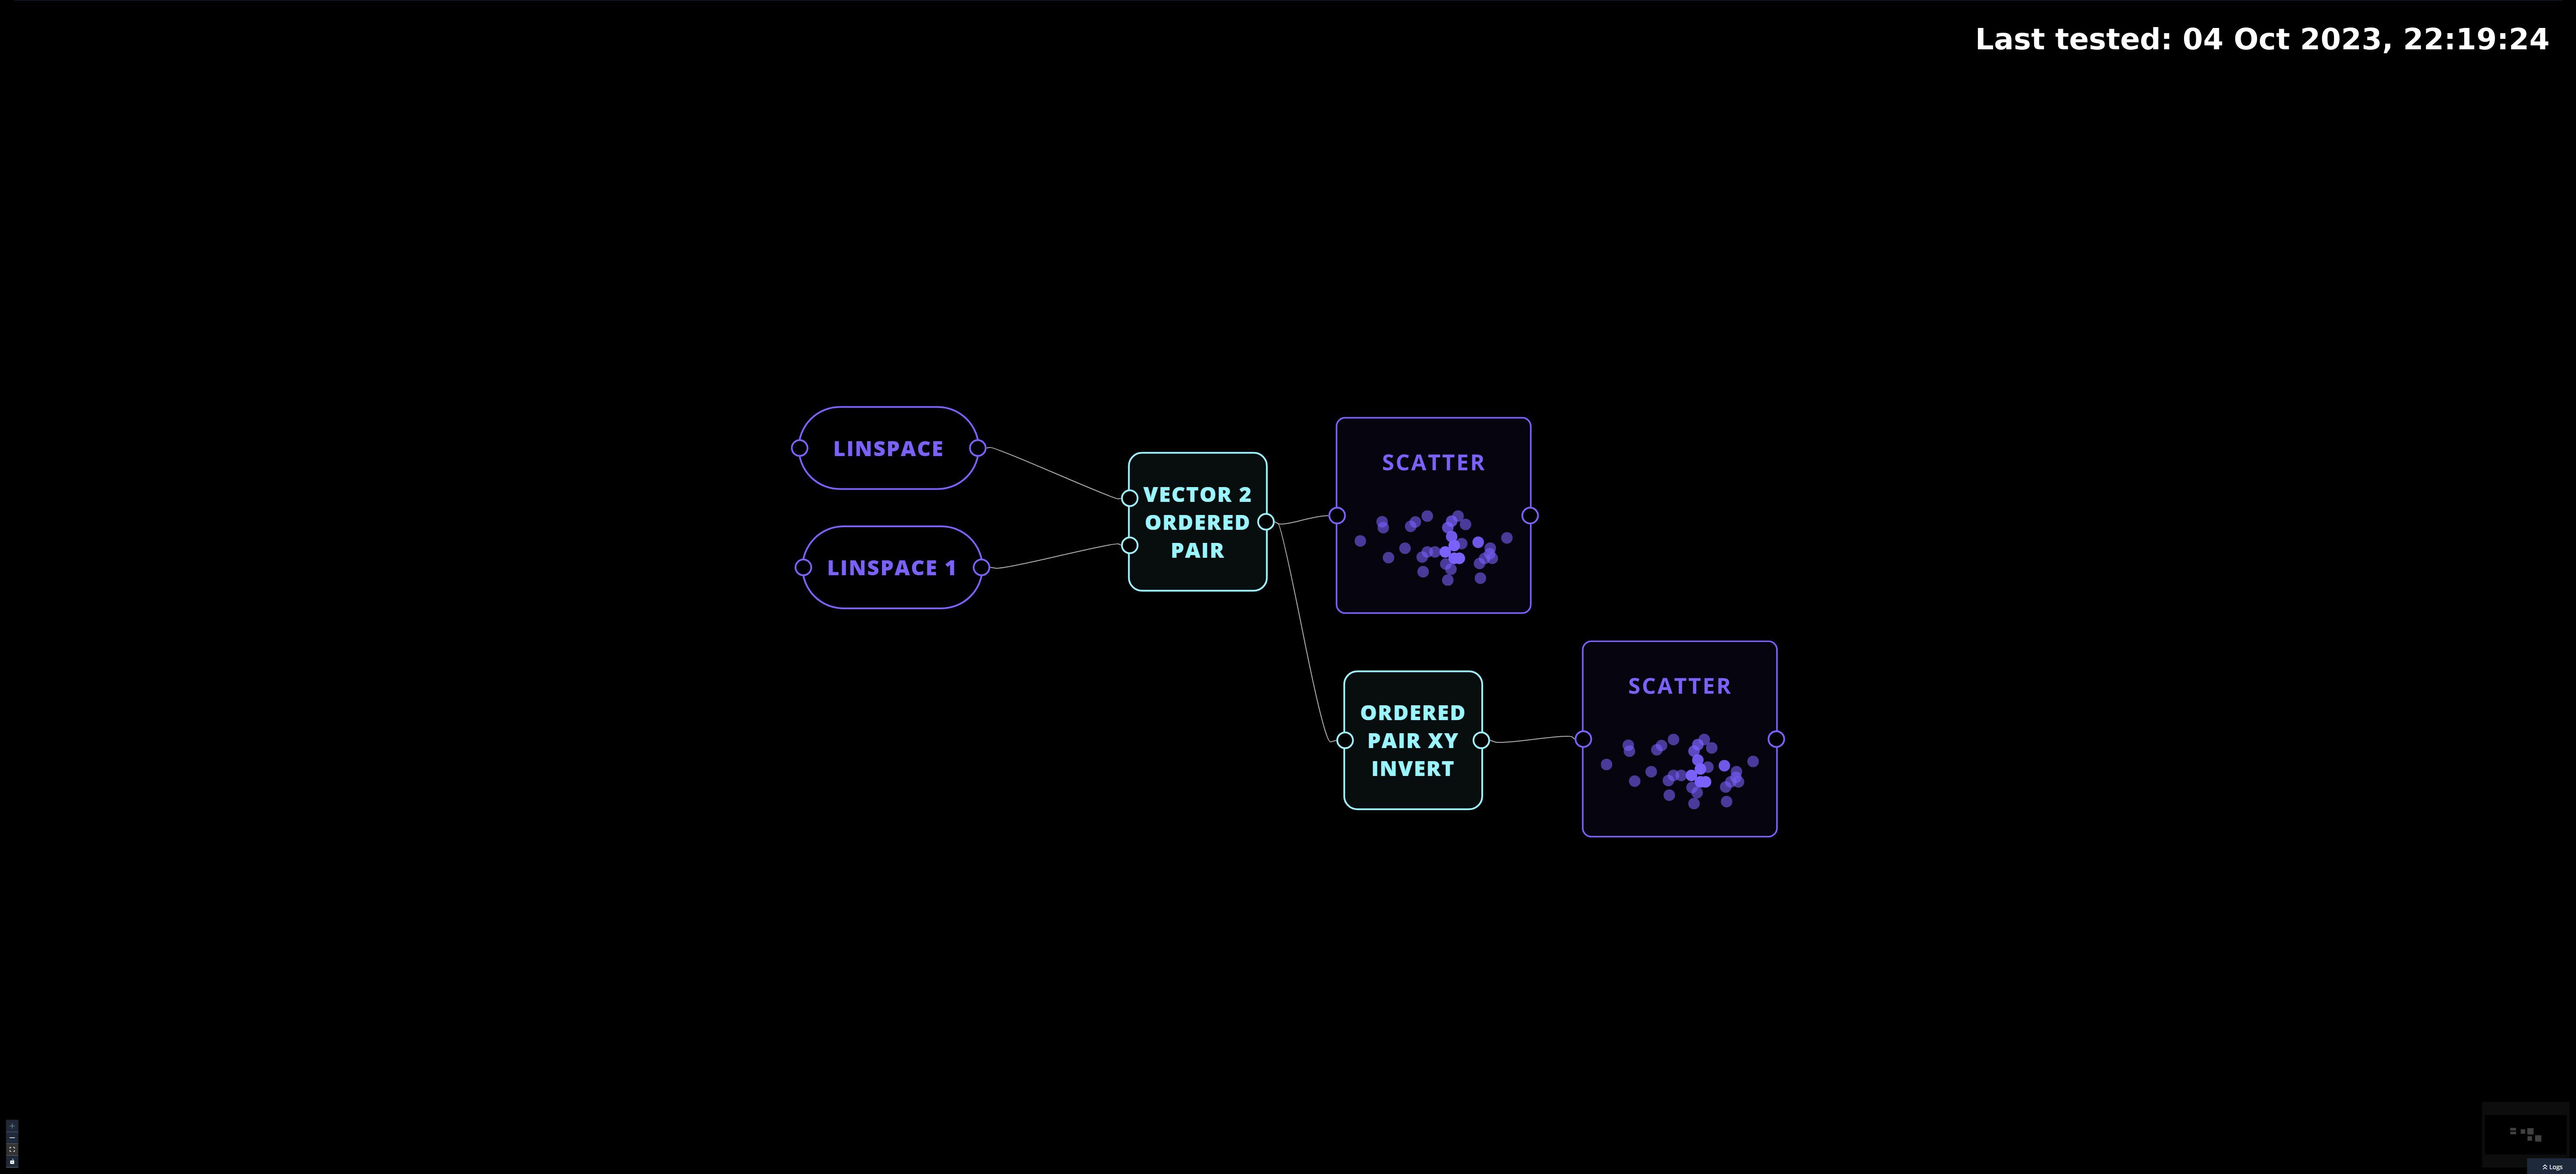 Last tested: 04 Oct 2023, 22:19:24
LINSPACE
LINSPACE 1
VECTOR 2
ORDERED
PAIR
SCATTER
ORDERED
PAIR XY
INVERT
SCATTER
Logs